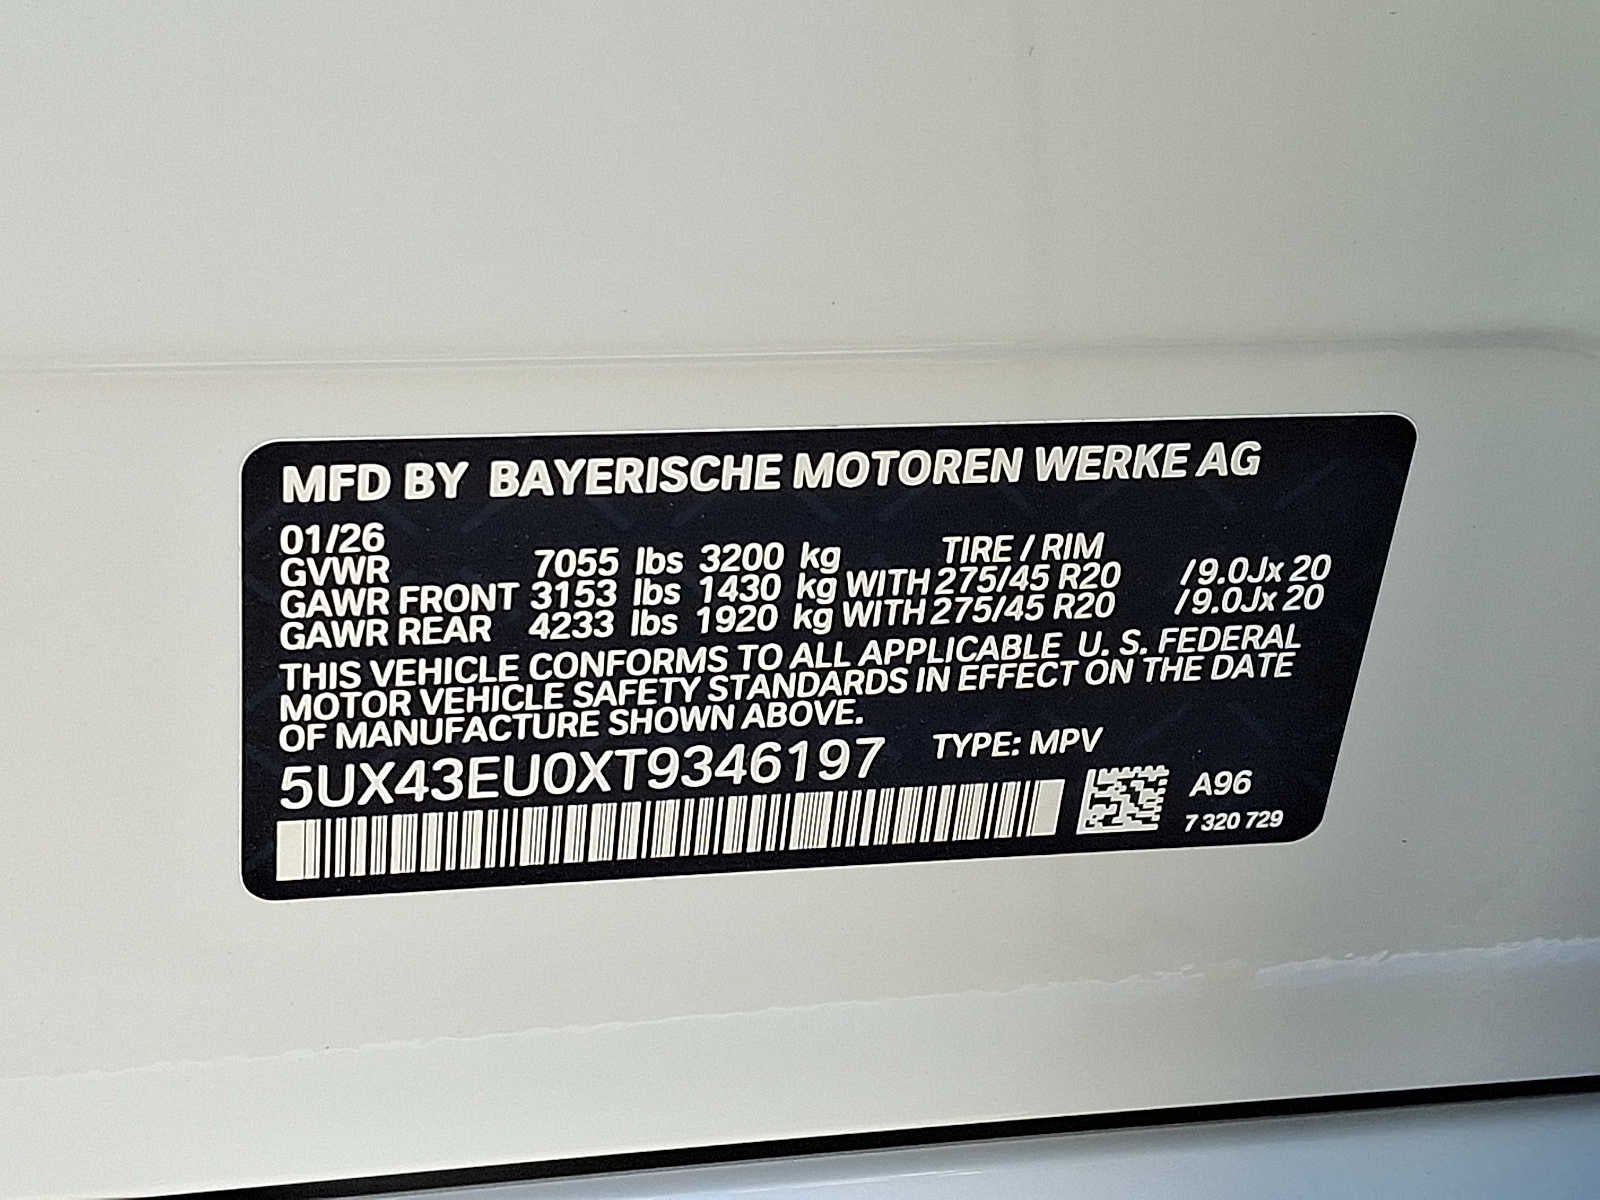 MFD BY BAYERISCHE MOTOREN WERKE AG
01/26
GVWR 7055 lbs 3200 kg TIRE / RIM
GAWR FRONT 3153 lbs 1430 kg WITH 275/45 R20 /9.0Jx 20
GAWR REAR 4233 lbs 1920 kg WITH 275/45 R20 /9.0Jx 20
THIS VEHICLE CONFORMS TO ALL APPLICABLE U. S. FEDERAL
MOTOR VEHICLE SAFETY STANDARDS IN EFFECT ON THE DATE
OF MANUFACTURE SHOWN ABOVE.
5UX43EU0XT9346197 TYPE: MPV
A96
7 320 729